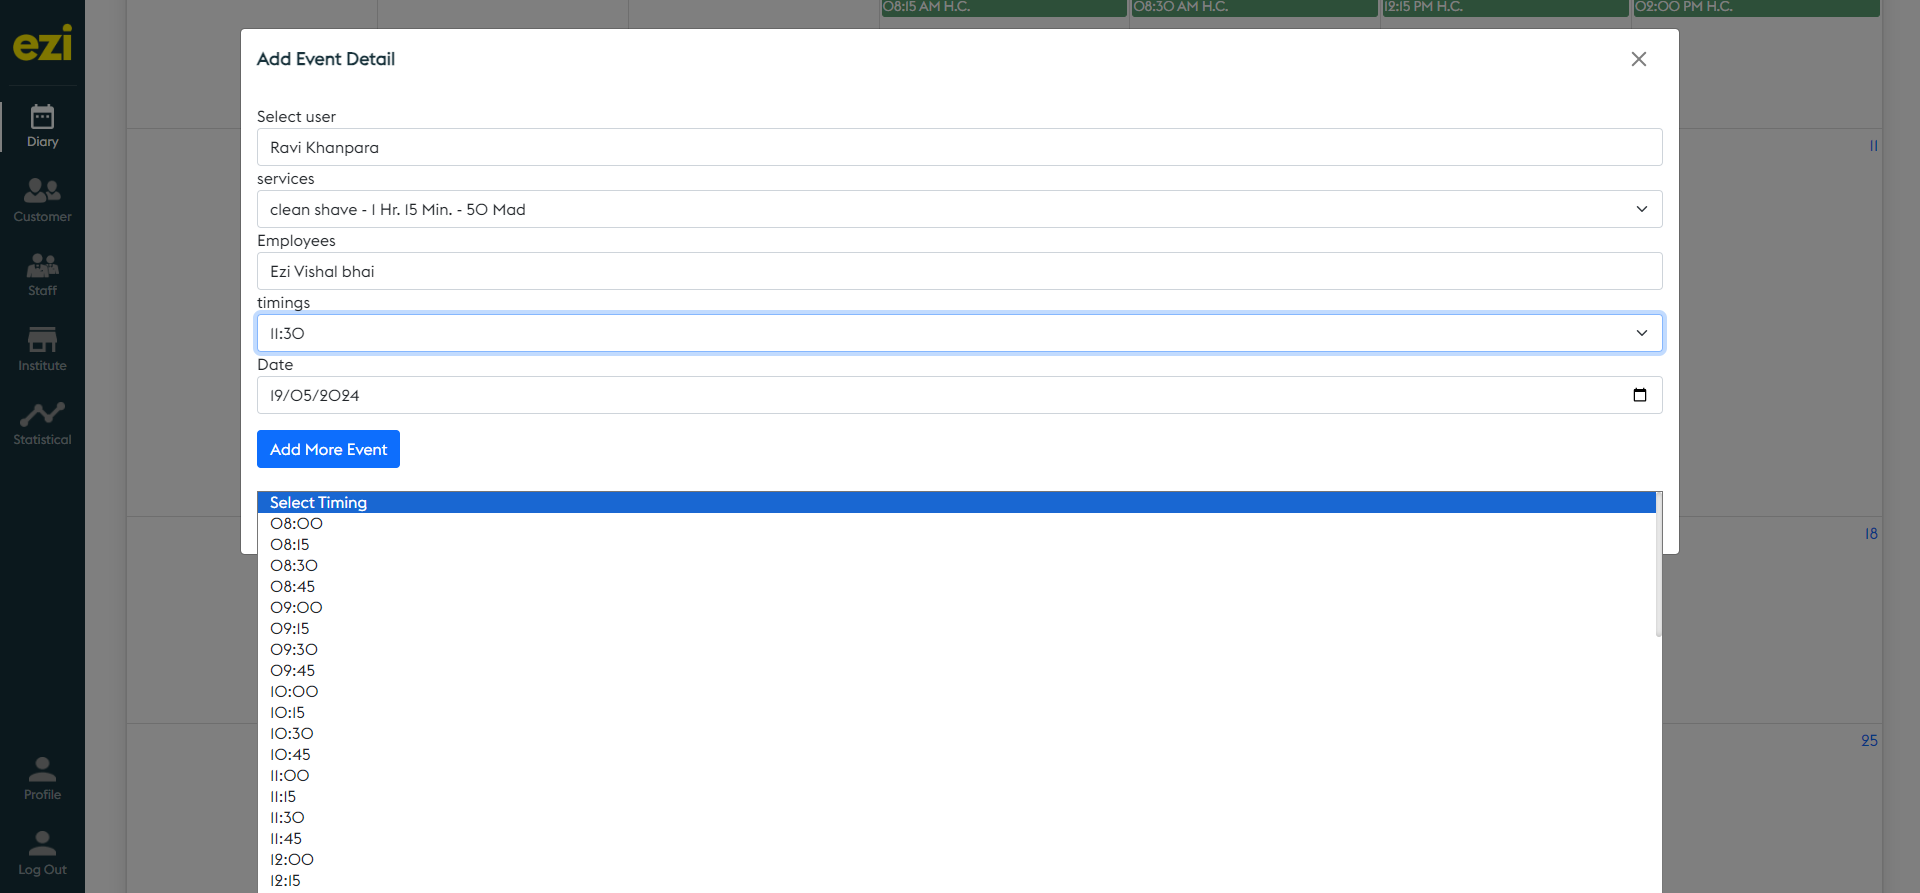 08:15 AM H.C.
08:30 AM H.C.
12:15 PM H.C.
02:00 PM H.C.
ezi
Diary
Customer
Staff
Institute
Statistical
Profile
Log Out
Add Event Detail
Select user
Ravi Khanpara
services
clean shave - 1 Hr. 15 Min. - 50 Mad
Employees
Ezi Vishal bhai
timings
11:30
Date
19/05/2024
Add More Event
Select Timing
08:00
08:15
08:30
08:45
09:00
09:15
09:30
09:45
10:00
10:15
10:30
10:45
11:00
11:15
11:30
11:45
12:00
12:15
11
18
25